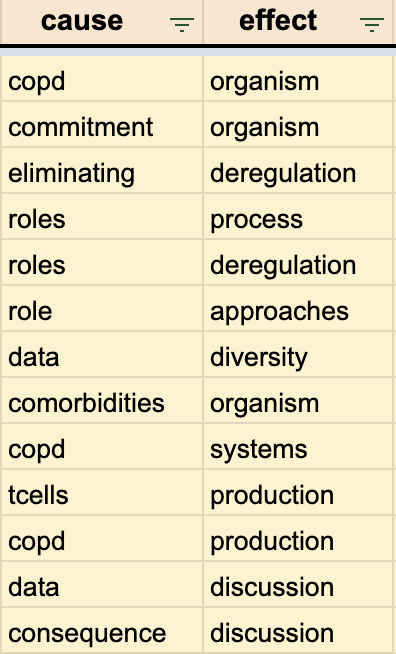 cause effect
copd organism
commitment organism
eliminating deregulation
roles process
roles deregulation
role approaches
data diversity
comorbidities organism
copd systems
tcells production
copd production
data discussion
consequence discussion